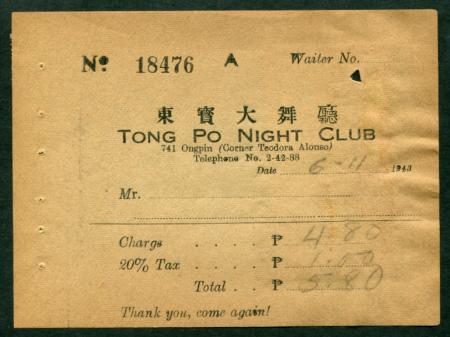 No. 18476 A Waiter No.
東寶大舞廳
TONG PO NIGHT CLUB
741 Ongpin (Corner Teodora Alonso)
Telephone No. 2-42-88
Date 6-11 1943
Mr.
Charge . . . . ₱ 4.80
20% Tax . . . . ₱ 1.00
Total . . ₱ 5.80
Thank you, come again!